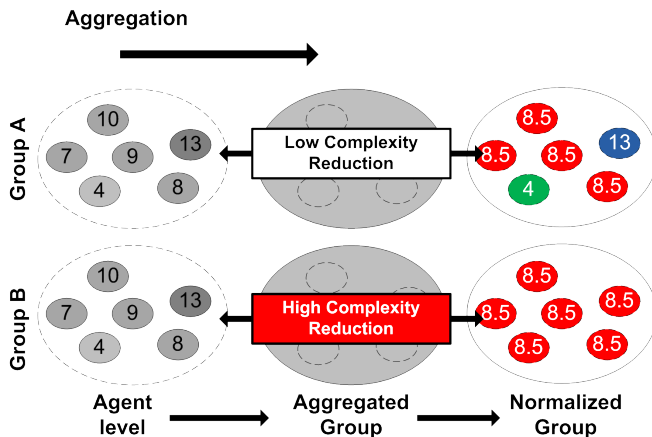 Aggregation
Group A
10
7
9
13
4
8
Low Complexity
Reduction
8.5
8.5
8.5
13
4
8.5
Group B
10
7
9
13
4
8
High Complexity
Reduction
8.5
8.5
8.5
8.5
8.5
8.5
Agent
level
Aggregated
Group
Normalized
Group